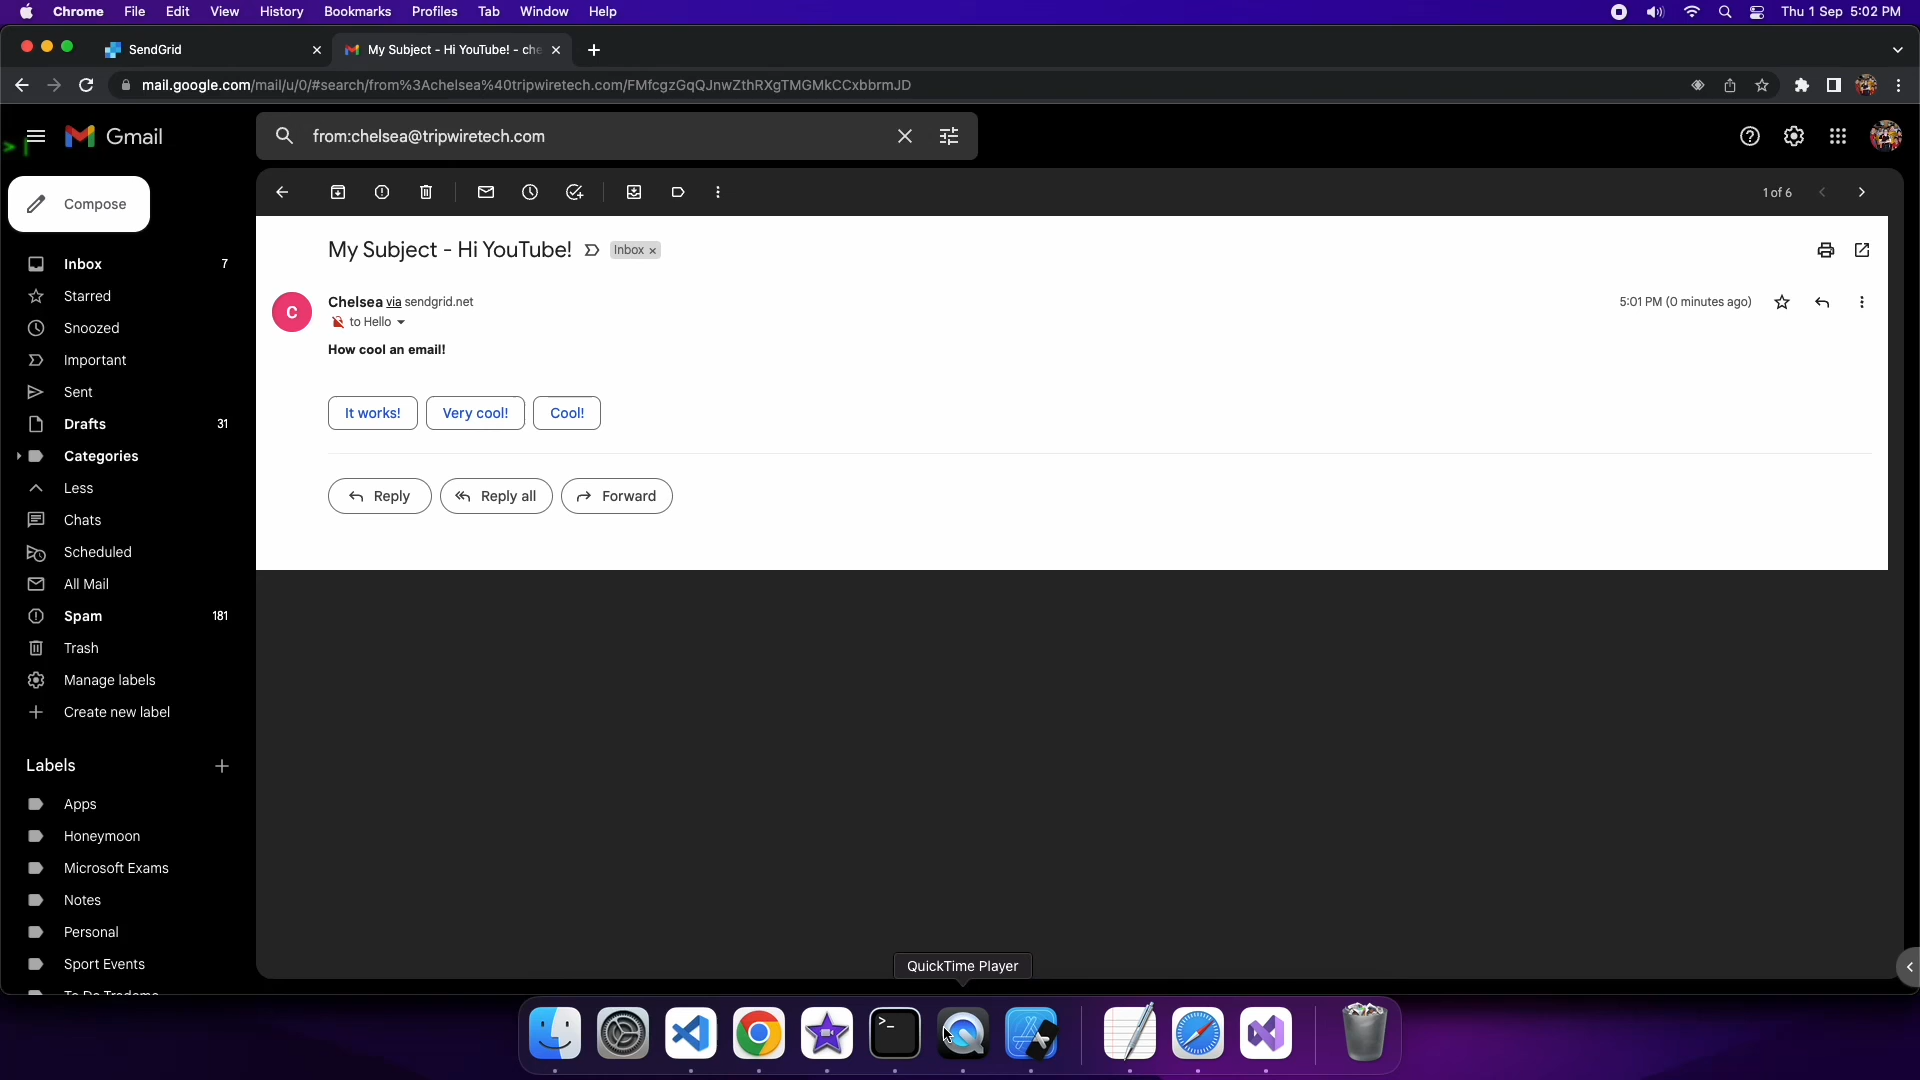 Chrome File Edit View History Bookmarks Profiles Tab Window Help
Thu 1 Sep 5:02 PM
SendGrid
My Subject - Hi YouTube! - che
mail.google.com/mail/u/0/#search/from%3Achelsea%40tripwiretech.com/FMfcgzGqQJnwZthRXgTMGMkCCxbbrmJD
Gmail
from:chelsea@tripwiretech.com
Compose
1 of 6
My Subject - Hi YouTube!
Inbox ×
Chelsea via sendgrid.net
5:01 PM (0 minutes ago)
C
to Hello
How cool an email!
It works!
Very cool!
Cool!
Reply
Reply all
Forward
Inbox 7
Starred
Snoozed
Important
Sent
Drafts 31
Categories
Less
Chats
Scheduled
All Mail
Spam 181
Trash
Manage labels
Create new label
Labels
Apps
Honeymoon
Microsoft Exams
Notes
Personal
Sport Events
QuickTime Player